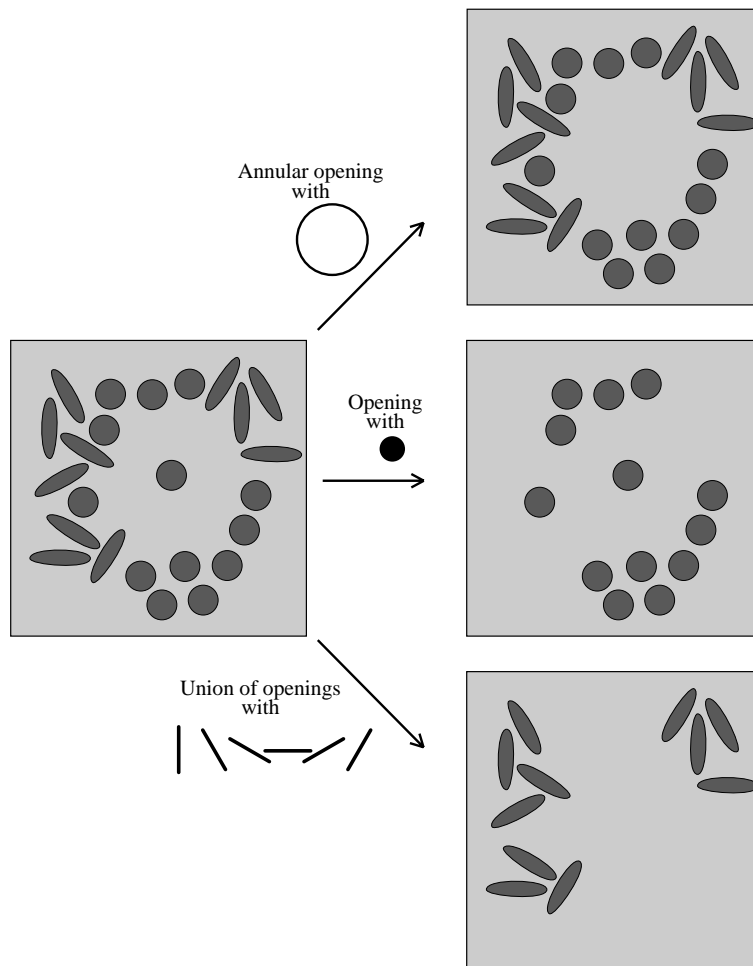 Annular opening
with
Opening
with
Union of openings
with